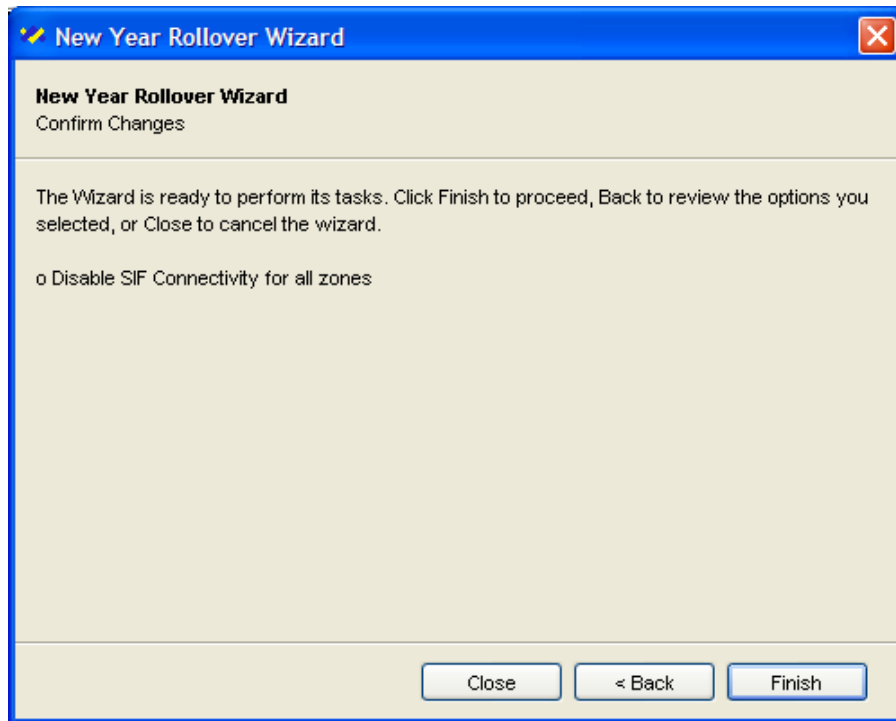 New Year Rollover Wizard
New Year Rollover Wizard
Confirm Changes
The Wizard is ready to perform its tasks. Click Finish to proceed, Back to review the options you
selected, or Close to cancel the wizard.
o Disable SIF Connectivity for all zones
Close
< Back
Finish